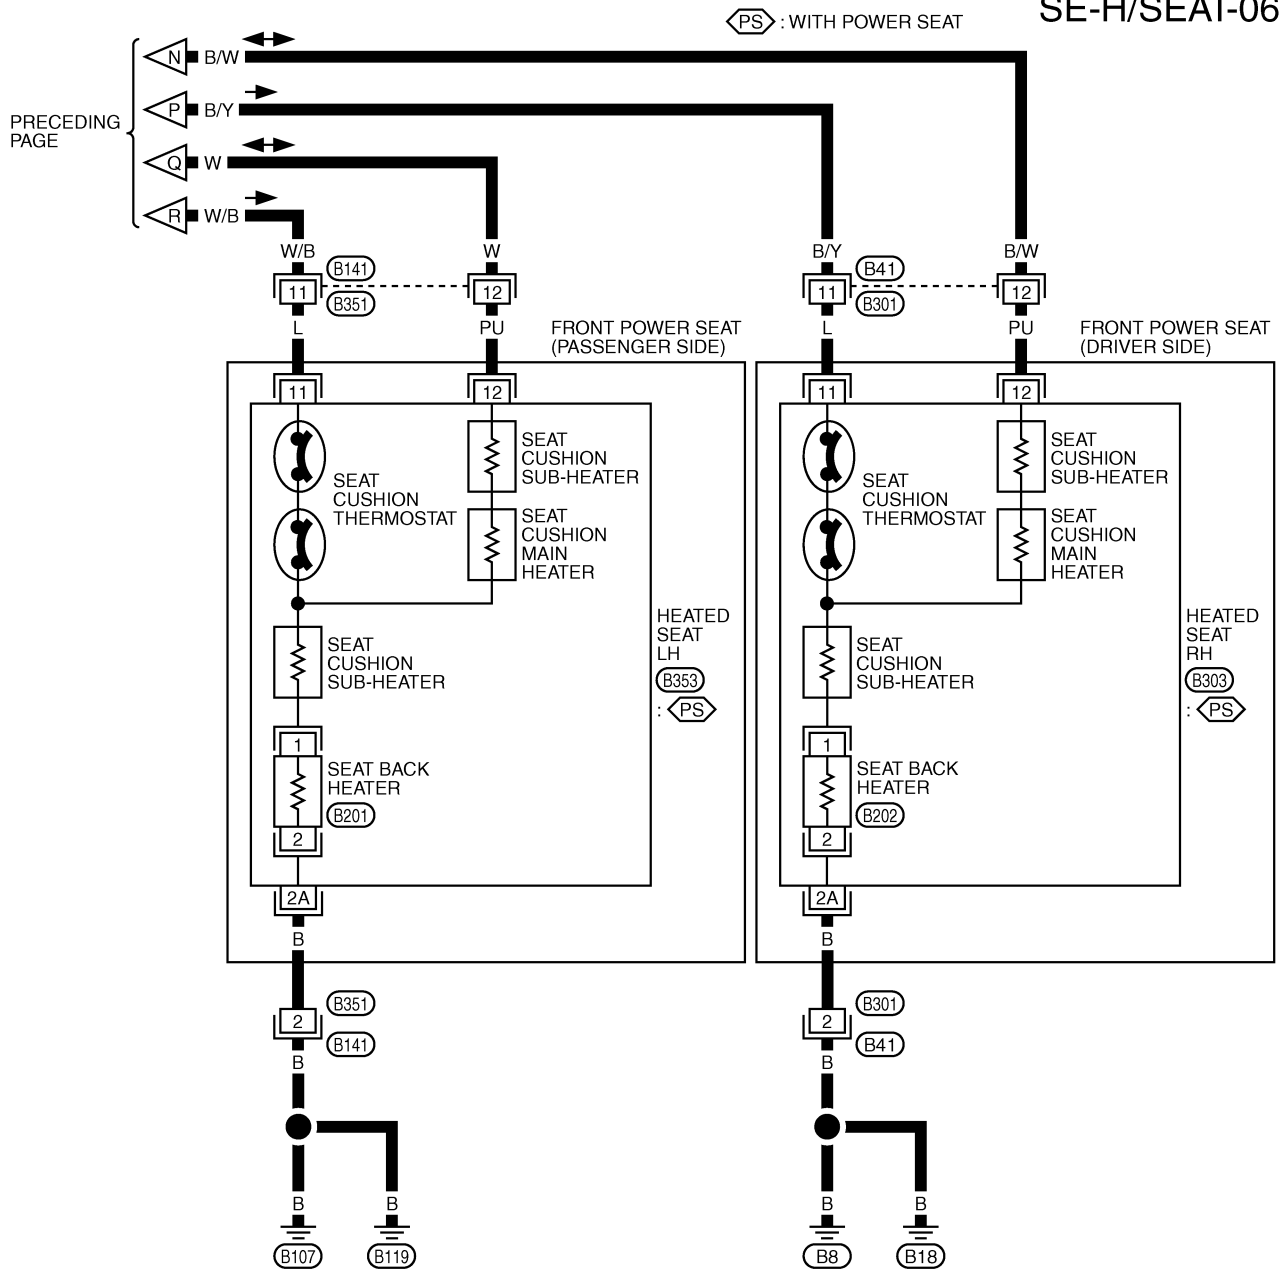 SE-H/SEAT-06
PS : WITH POWER SEAT
PRECEDING
PAGE
N B/W
P B/Y
Q W
R W/B
W/B W B/Y B/W
B141 B41
11 12 11 12
B351 B301
L PU L PU
FRONT POWER SEAT
(PASSENGER SIDE)
FRONT POWER SEAT
(DRIVER SIDE)
11 12 11 12
SEAT
CUSHION
SUB-HEATER
SEAT
CUSHION
THERMOSTAT
SEAT
CUSHION
MAIN
HEATER
HEATED
SEAT
LH
B353
: PS
SEAT
CUSHION
SUB-HEATER
1
SEAT BACK
HEATER
B201
2
2A
B
B351
2
B141
B
B B
B107 B119
SEAT
CUSHION
SUB-HEATER
SEAT
CUSHION
THERMOSTAT
SEAT
CUSHION
MAIN
HEATER
HEATED
SEAT
RH
B303
: PS
SEAT
CUSHION
SUB-HEATER
1
SEAT BACK
HEATER
B202
2
2A
B
B301
2
B41
B
B B
B8 B18